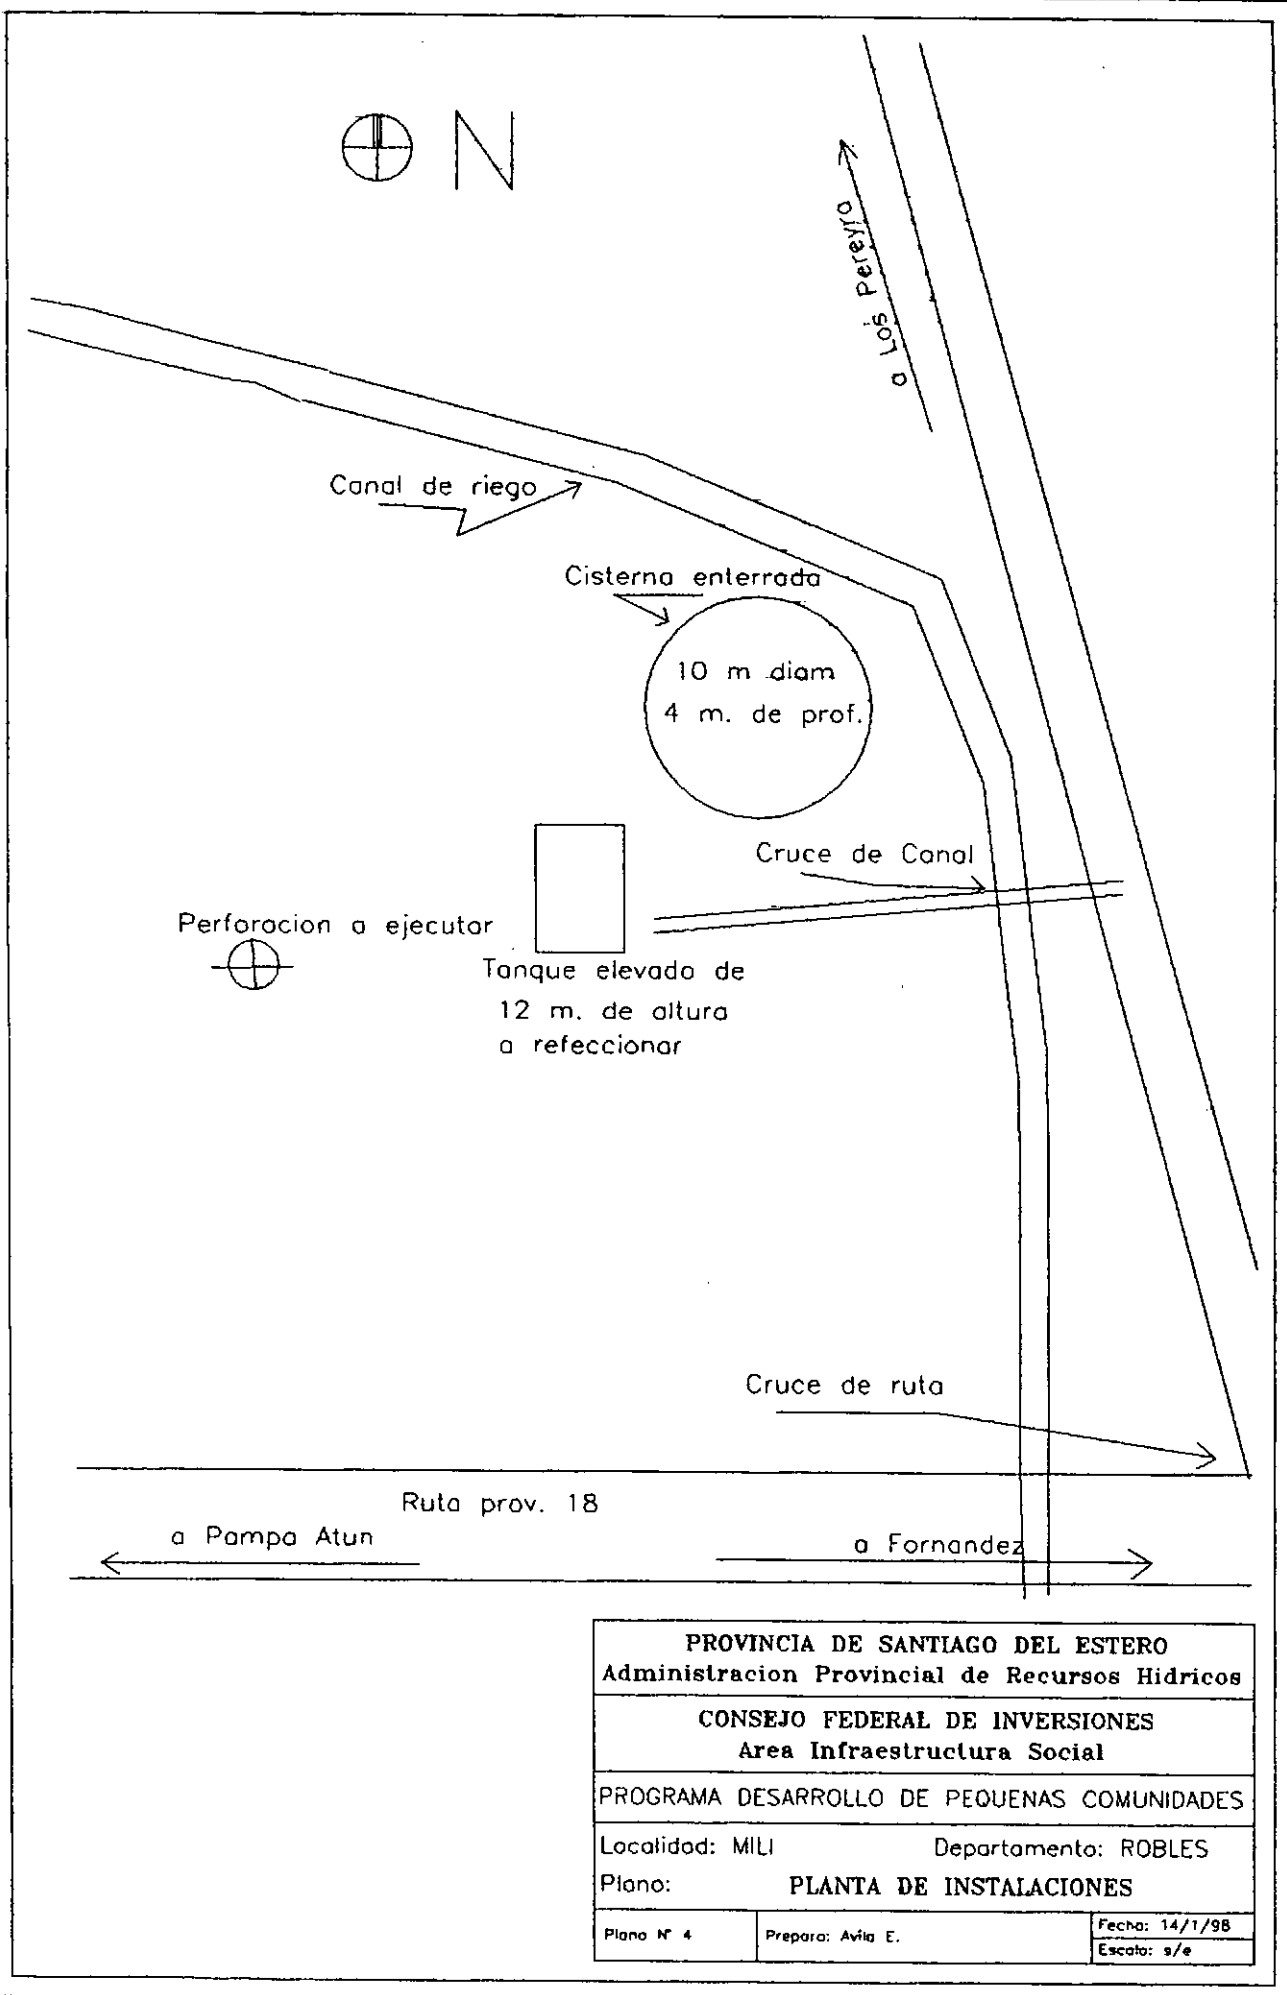 N
a Los Pereyra
Canal de riego
Cisterna enterrada
10 m diam
4 m. de prof.
Cruce de Canal
Perforacion a ejecutar
Tanque elevado de
12 m. de altura
a refeccionar
Cruce de ruta
Ruta prov. 18
a Pampa Atun
a Fornandez
PROVINCIA DE SANTIAGO DEL ESTERO
Administracion Provincial de Recursos Hidricos
CONSEJO FEDERAL DE INVERSIONES
Area Infraestructura Social
PROGRAMA DESARROLLO DE PEQUENAS COMUNIDADES
Localidad: MILI Departamento: ROBLES
Plano: PLANTA DE INSTALACIONES
Plano Nº 4 Preparo: Avila E. Fecha: 14/1/98
Escala: s/e